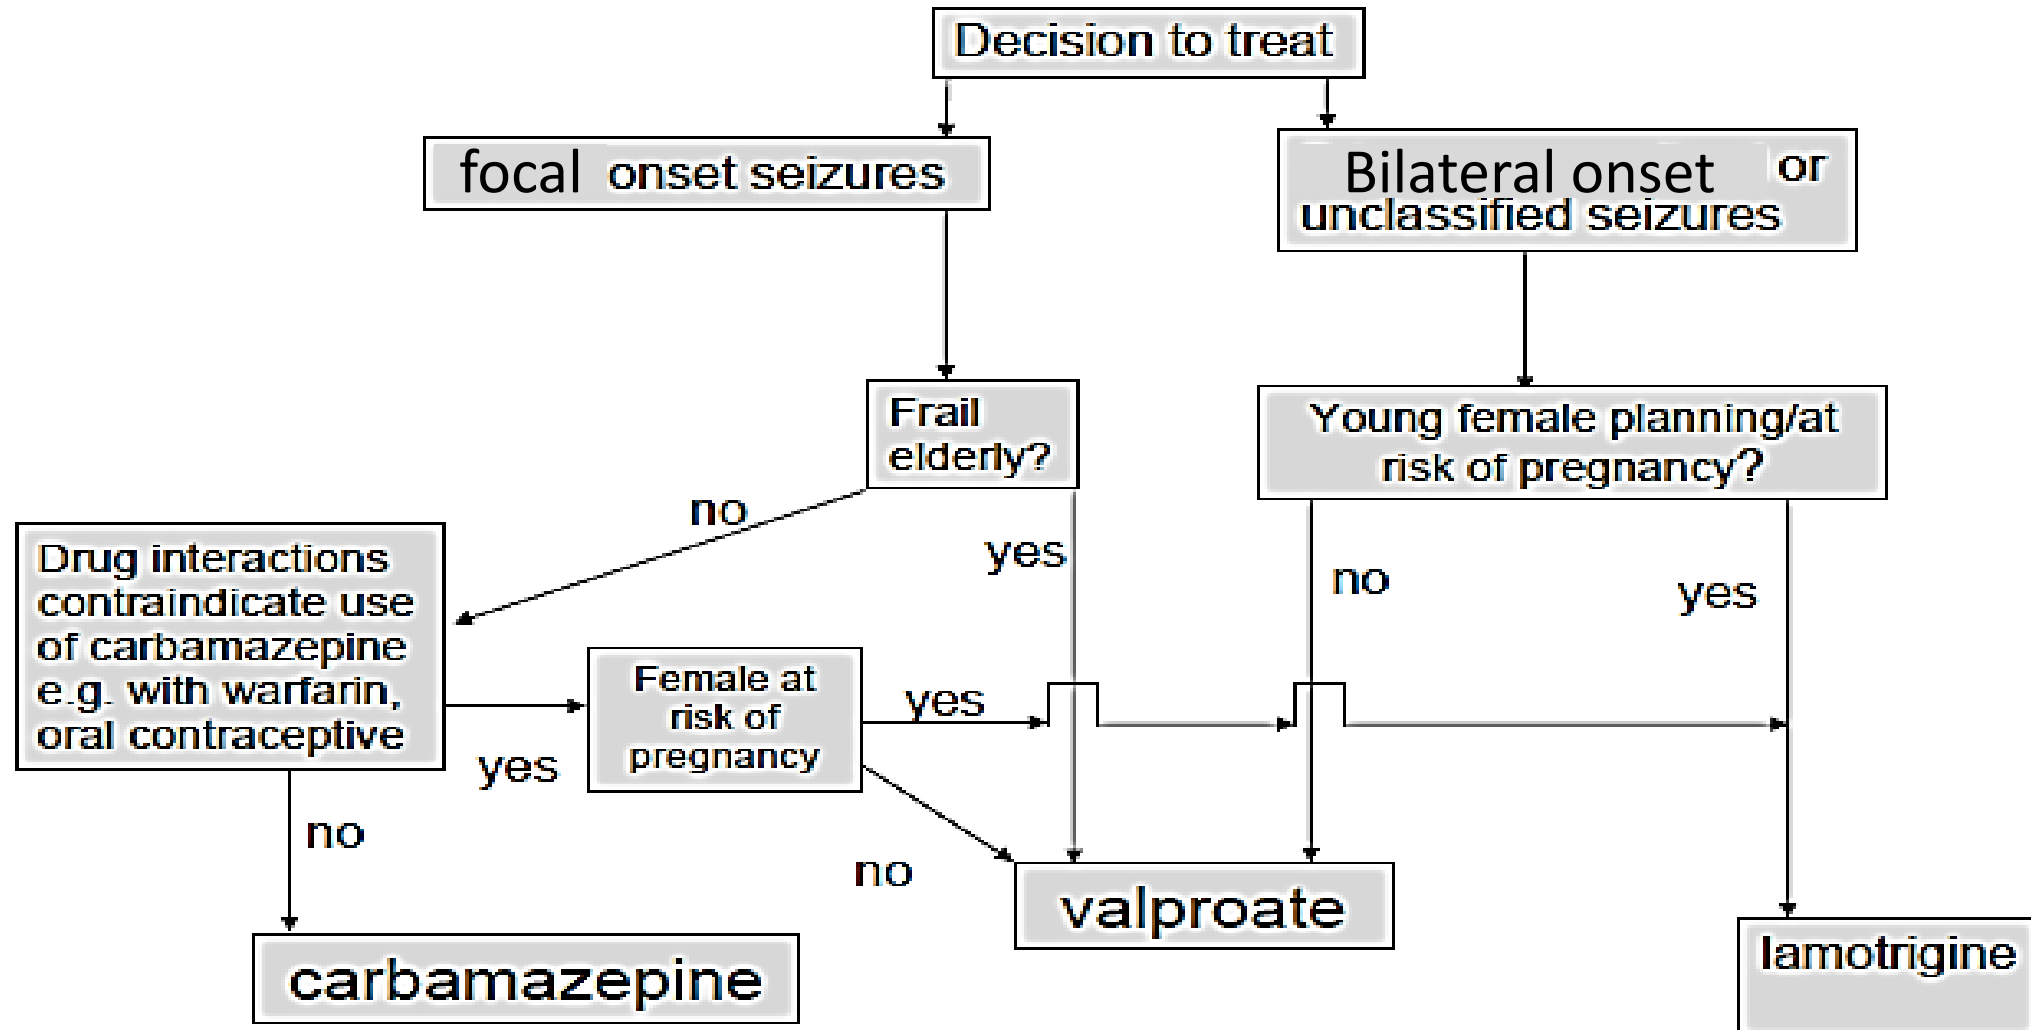 Decision to treat
focal onset seizures
Bilateral onset or
unclassified seizures
Frail
elderly?
Young female planning/at
risk of pregnancy?
no
yes
no
yes
Drug interactions
contraindicate use
of carbamazepine
e.g. with warfarin,
oral contraceptive
Female at
risk of
pregnancy
yes
yes
no
no
valproate
carbamazepine
lamotrigine